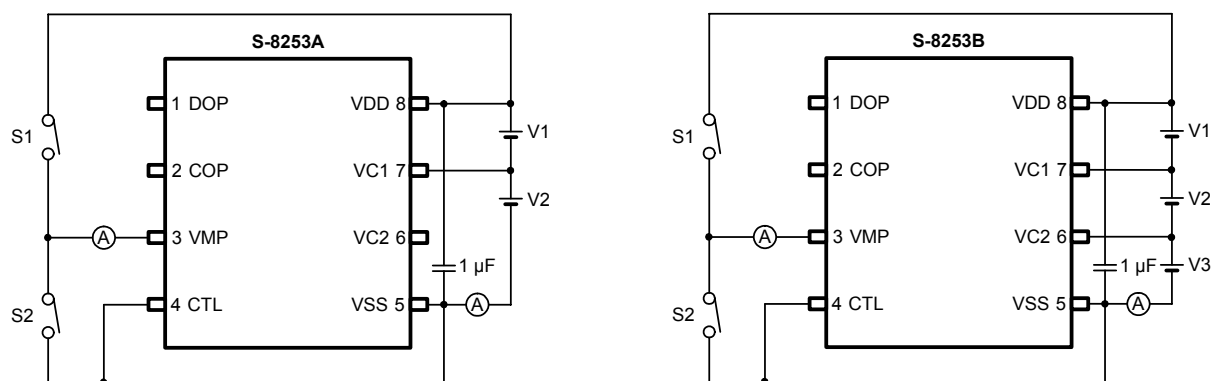 S-8253A
1 DOP
VDD 8
S1
V1
2 COP
VC1 7
V2
A
3 VMP
VC2 6
1 µF
S2
4 CTL
VSS 5
A
S-8253B
1 DOP
VDD 8
S1
V1
2 COP
VC1 7
V2
A
3 VMP
VC2 6
1 µF
V3
S2
4 CTL
VSS 5
A